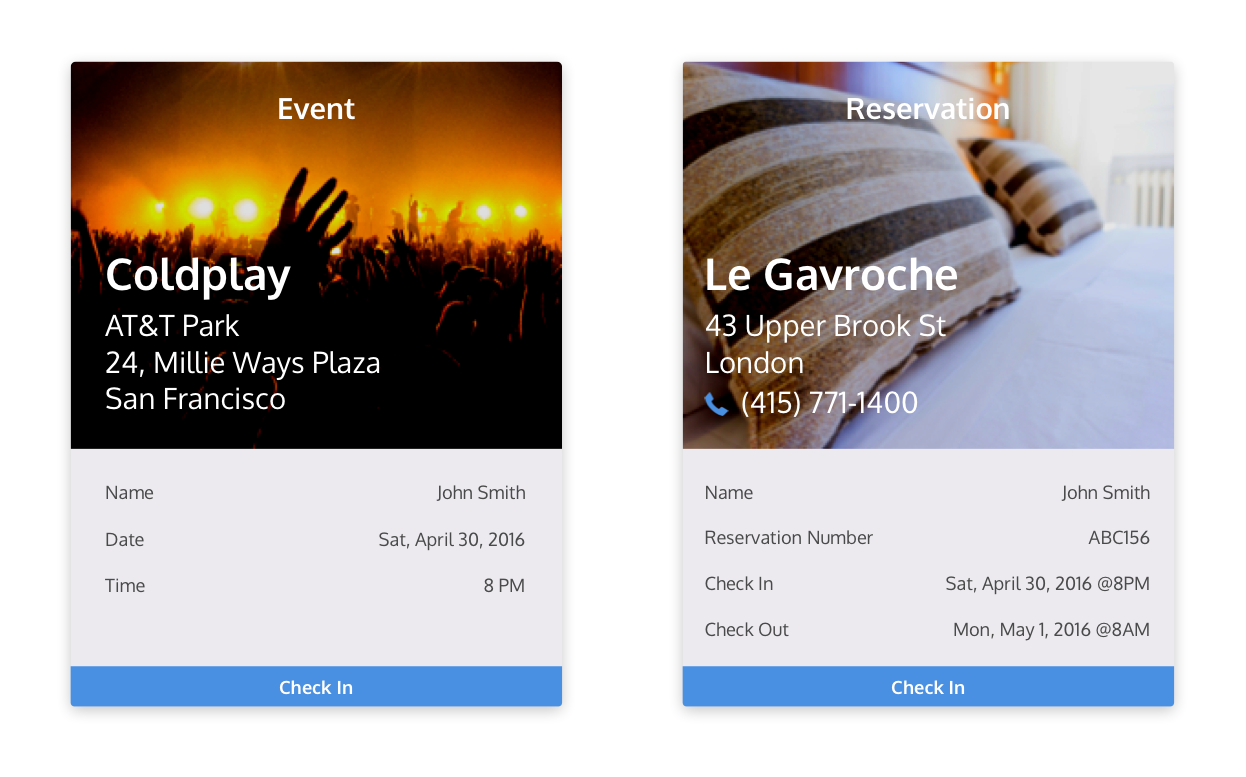 Event
Coldplay
AT&T Park
24, Millie Ways Plaza
San Francisco
Name John Smith
Date Sat, April 30, 2016
Time 8 PM
Check In
Reservation
Le Gavroche
43 Upper Brook St
London
(415) 771-1400
Name John Smith
Reservation Number ABC156
Check In Sat, April 30, 2016 @8PM
Check Out Mon, May 1, 2016 @8AM
Check In